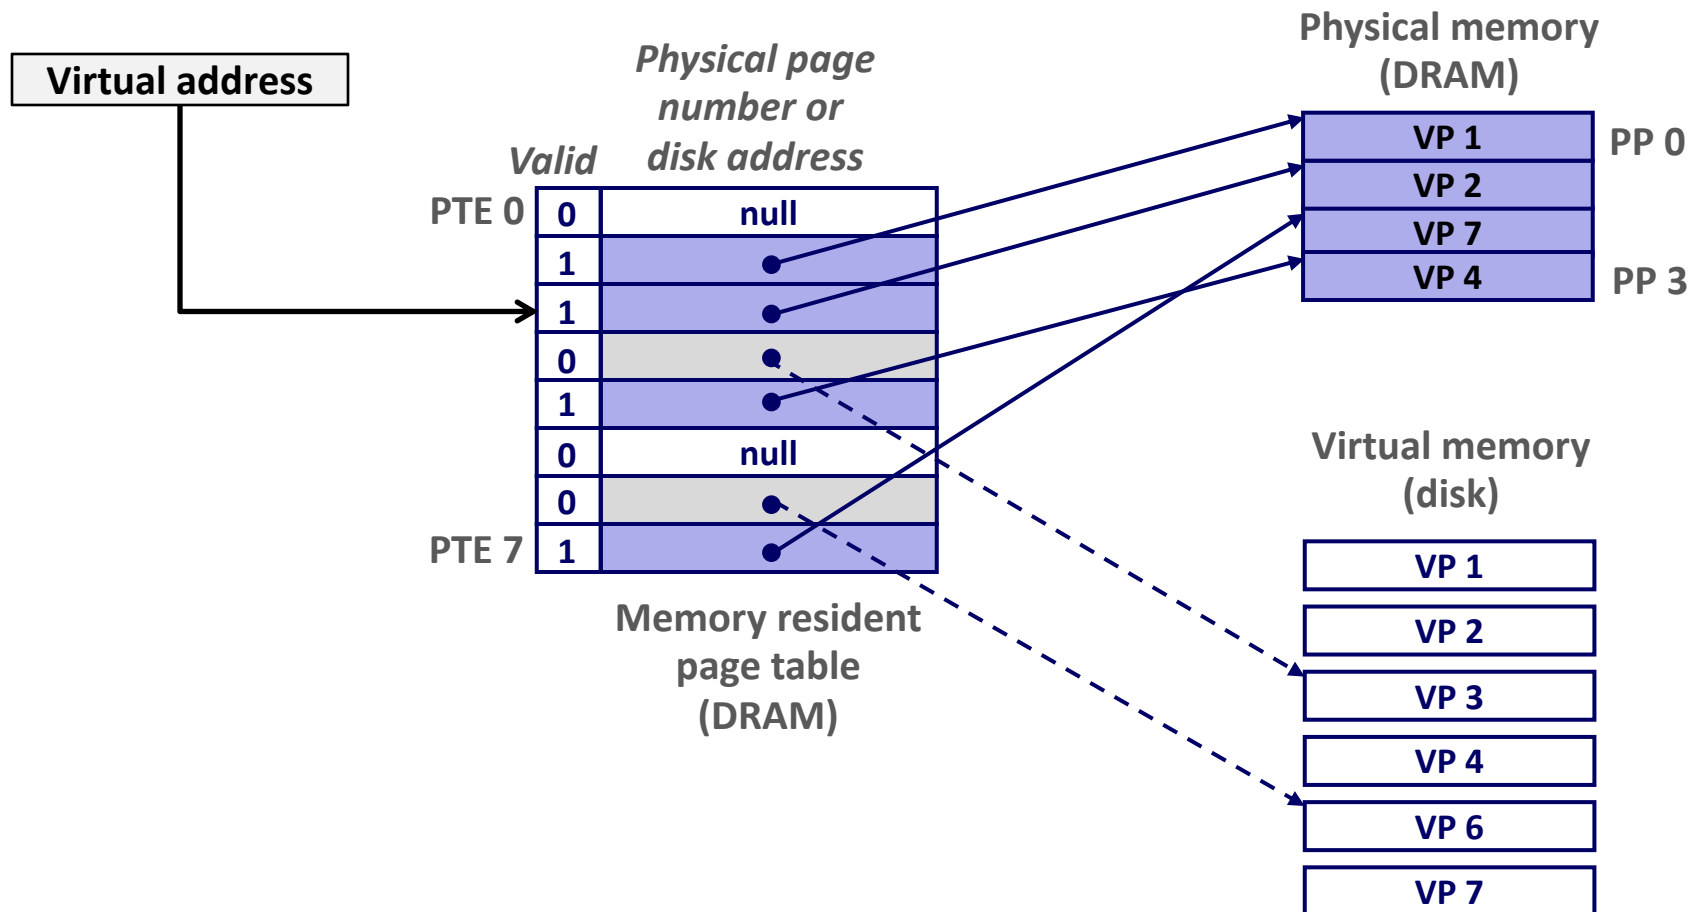 Virtual address
Physical page
number or
disk address
Valid
PTE 0
0
null
1
1
0
1
0
null
0
PTE 7
1
Memory resident
page table
(DRAM)
Physical memory
(DRAM)
VP 1
PP 0
VP 2
VP 7
VP 4
PP 3
Virtual memory
(disk)
VP 1
VP 2
VP 3
VP 4
VP 6
VP 7